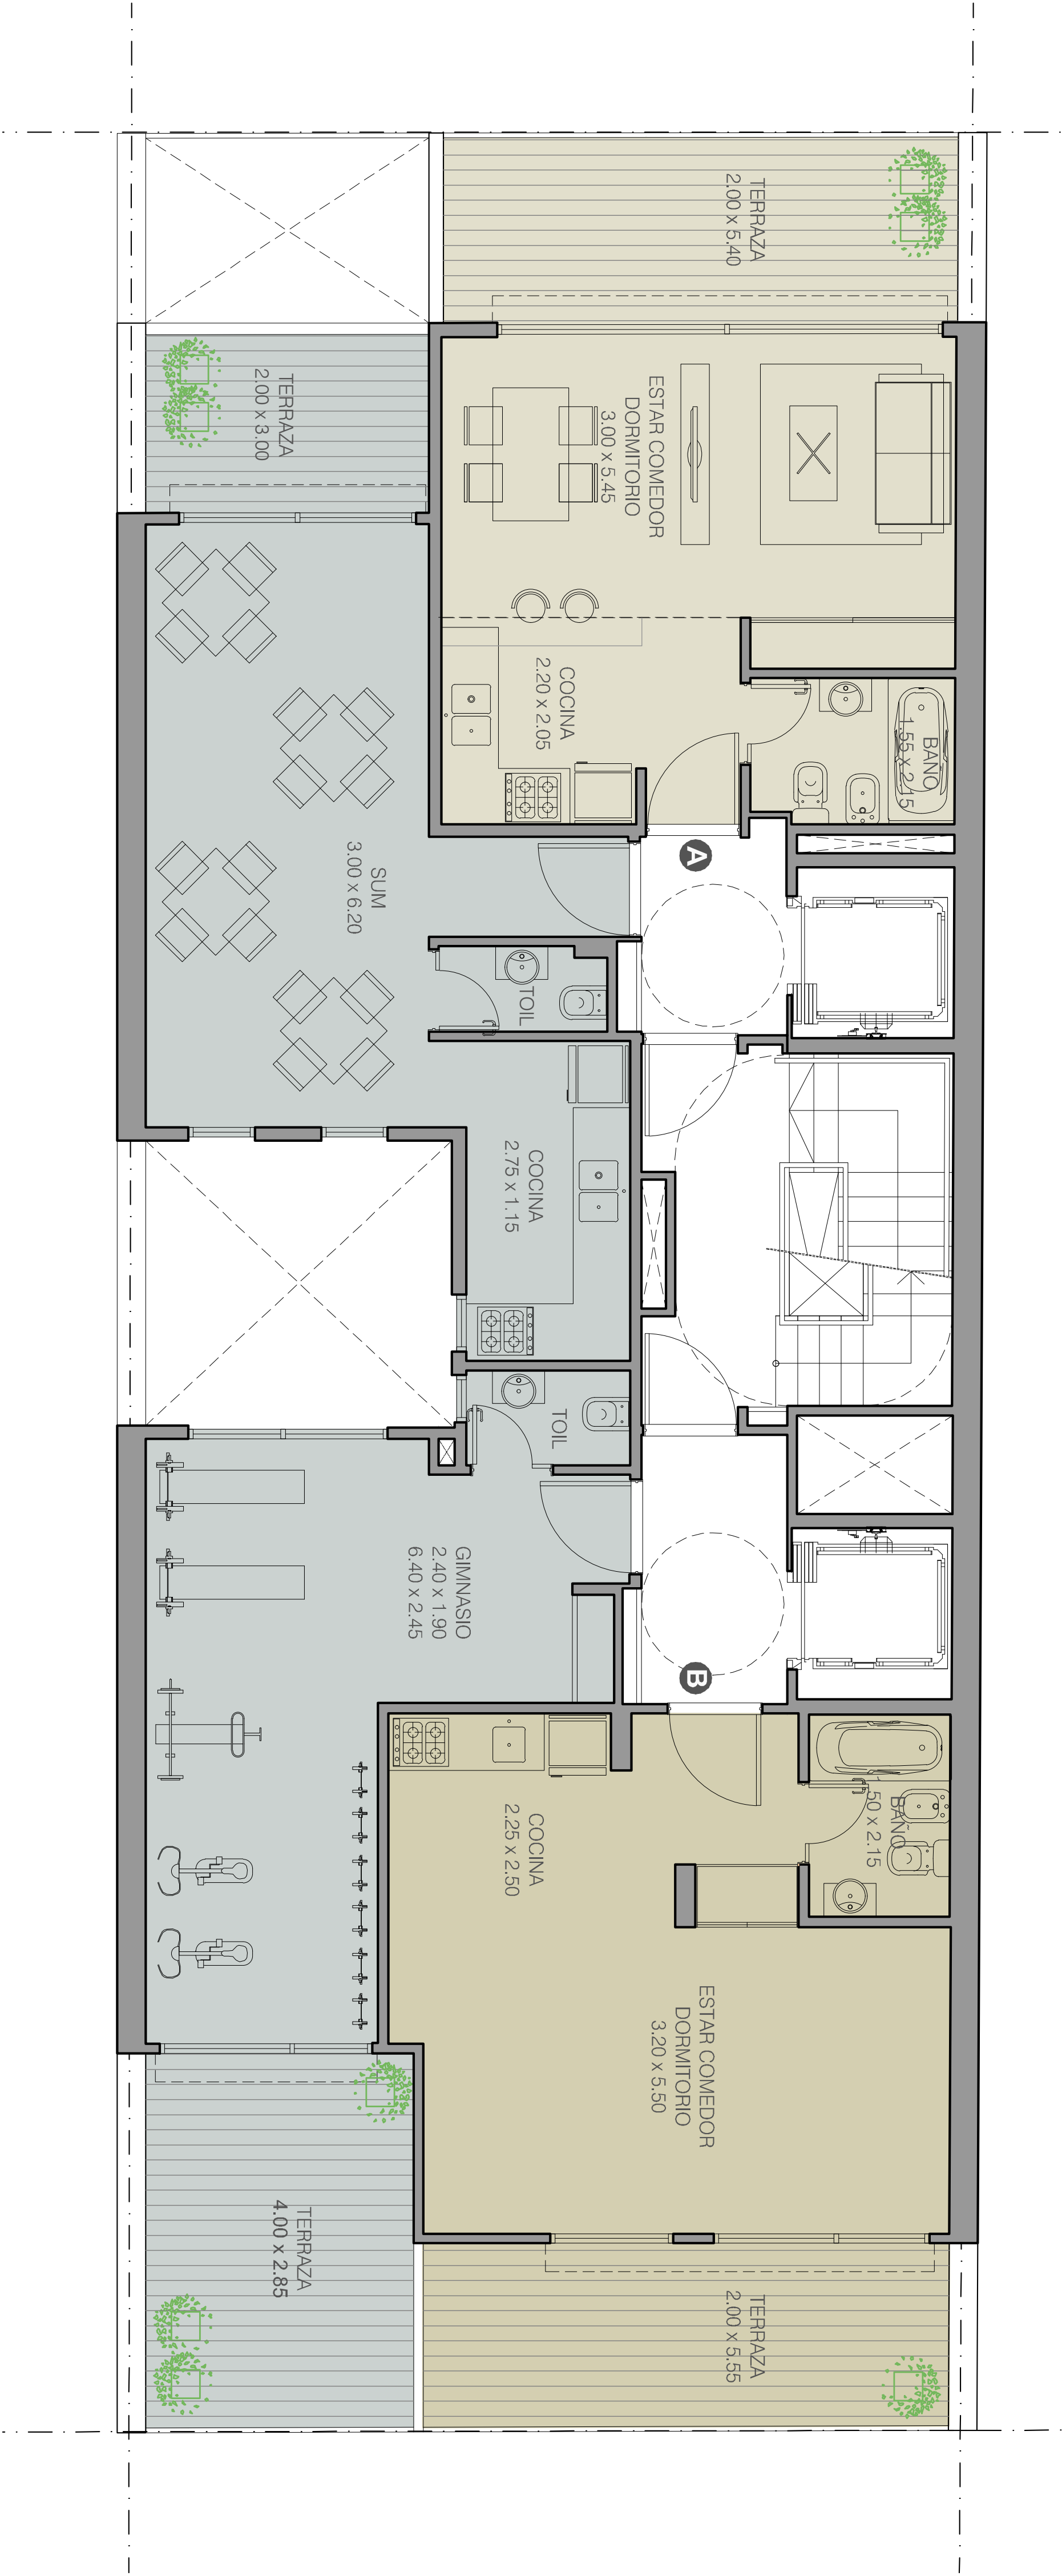 TERRAZA
2.00 x 5.40
TERRAZA
2.00 x 3.00
ESTAR COMEDOR
DORMITORIO
3.00 x 5.45
COCINA
2.20 x 2.05
BANO
1.55 x 2.15
A
SUM
3.00 x 6.20
TOIL
COCINA
2.75 x 1.15
TOIL
GIMNASIO
2.40 x 1.90
6.40 x 2.45
B
COCINA
2.25 x 2.50
BAÑO
.50 x 2.15
ESTAR COMEDOR
DORMITORIO
3.20 x 5.50
TERRAZA
4.00 x 2.85
TERRAZA
2.00 x 5.55